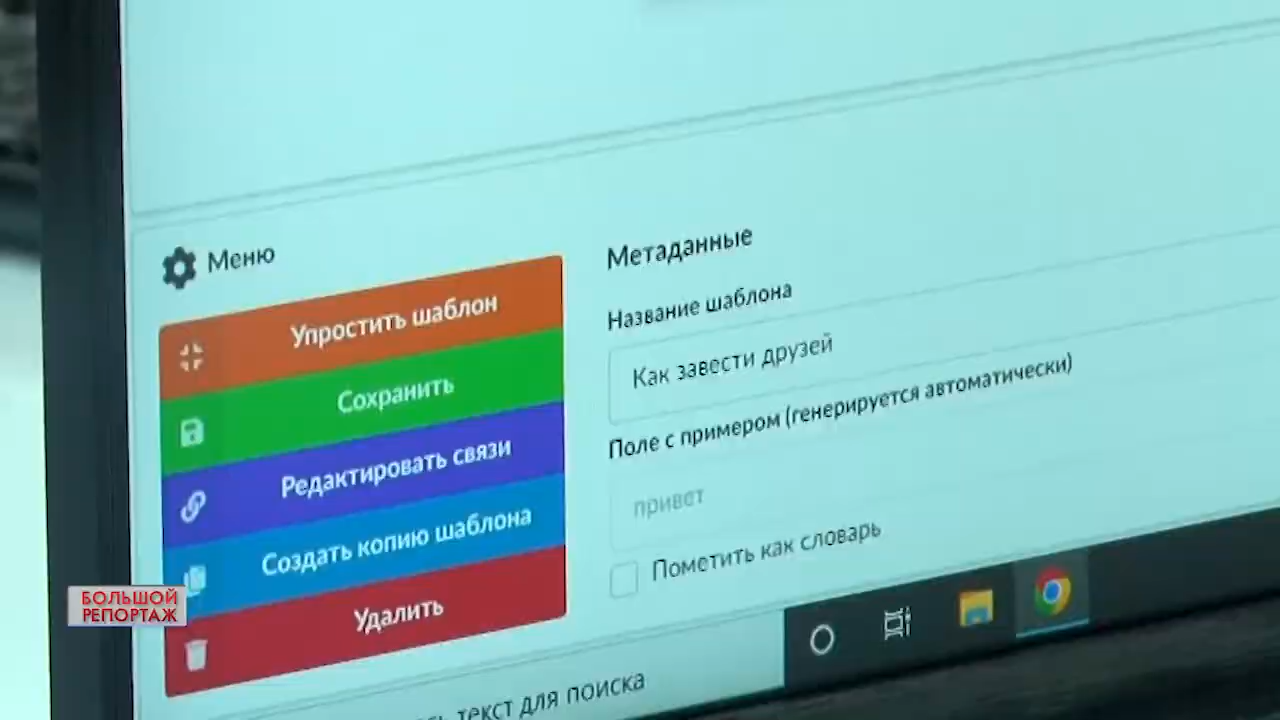 Меню
Упростить шаблон
Сохранить
Редактировать связи
Создать копию шаблона
Удалить
Метаданные
Название шаблона
Как завести друзей
Поле с примером (генерируется автоматически)
привет
Пометить как словарь
текст для поиска
БОЛЬШОЙ
РЕПОРТАЖ